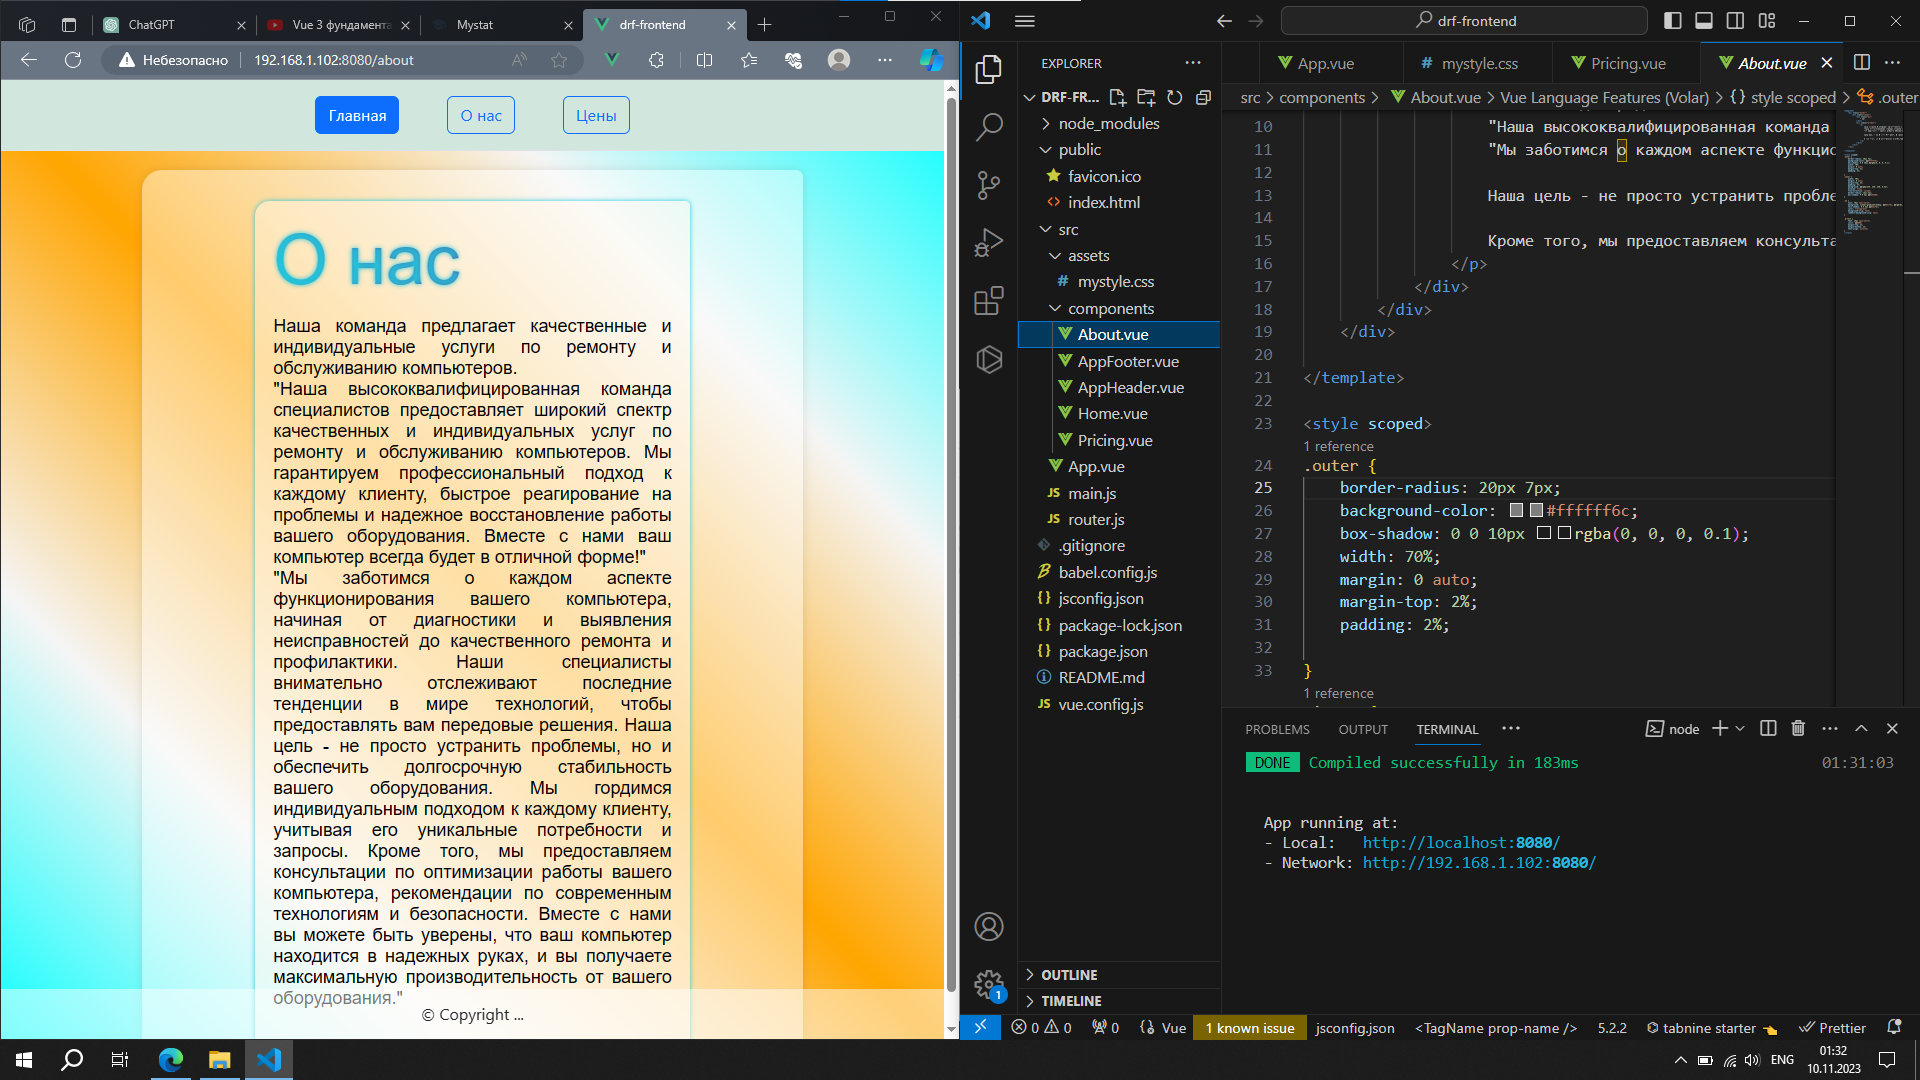 ChatGPT
Vue 3 фундамента
Mystat
drf-frontend
Небезопасно
192.168.1.102:8080/about
Главная
О нас
Цены
О нас
Наша команда предлагает качественные и
индивидуальные услуги по ремонту и
обслуживанию компьютеров.
"Наша высококвалифицированная команда
специалистов предоставляет широкий спектр
качественных и индивидуальных услуг по
ремонту и обслуживанию компьютеров. Мы
гарантируем профессиональный подход к
каждому клиенту, быстрое реагирование на
проблемы и надежное восстановление работы
вашего оборудования. Вместе с нами ваш
компьютер всегда будет в отличной форме!"
"Мы заботимся о каждом аспекте
функционирования вашего компьютера,
начиная от диагностики и выявления
неисправностей до качественного ремонта и
профилактики. Наши специалисты
внимательно отслеживают последние
тенденции в мире технологий, чтобы
предоставлять вам передовые решения. Наша
цель - не просто устранить проблемы, но и
обеспечить долгосрочную стабильность
вашего оборудования. Мы гордимся
индивидуальным подходом к каждому клиенту,
учитывая его уникальные потребности и
запросы. Кроме того, мы предоставляем
консультации по оптимизации работы вашего
компьютера, рекомендации по современным
технологиям и безопасности. Вместе с нами
вы можете быть уверены, что ваш компьютер
находится в надежных руках, и вы получаете
максимальную производительность от вашего
оборудования."
© Copyright ...
drf-frontend
EXPLORER
DRF-FR...
node_modules
public
favicon.ico
index.html
src
assets
# mystyle.css
components
About.vue
AppFooter.vue
AppHeader.vue
Home.vue
Pricing.vue
App.vue
JS main.js
JS router.js
.gitignore
babel.config.js
{} jsconfig.json
{} package-lock.json
{} package.json
README.md
JS vue.config.js
OUTLINE
TIMELINE
App.vue
# mystyle.css
Pricing.vue
About.vue
src > components > About.vue > Vue Language Features (Volar) > {} style scoped > .outer
10 "Наша высококвалифицированная команда
11 "Мы заботимся о каждом аспекте функцис
12
13 Наша цель - не просто устранить пробле
14
15 Кроме того, мы предоставляем консульта
16 </p>
17 </div>
18 </div>
19 </div>
20
21 </template>
22
23 <style scoped>
1 reference
24 .outer {
25 border-radius: 20px 7px;
26 background-color: #ffffff6c;
27 box-shadow: 0 0 10px rgba(0, 0, 0, 0.1);
28 width: 70%;
29 margin: 0 auto;
30 margin-top: 2%;
31 padding: 2%;
32
33 }
1 reference
PROBLEMS OUTPUT TERMINAL ...
node
DONE Compiled successfully in 183ms 01:31:03
App running at:
- Local: http://localhost:8080/
- Network: http://192.168.1.102:8080/
0 0 0 Vue 1 known issue jsconfig.json <TagName prop-name /> 5.2.2 tabnine starter Prettier
1
ENG
01:32
10.11.2023